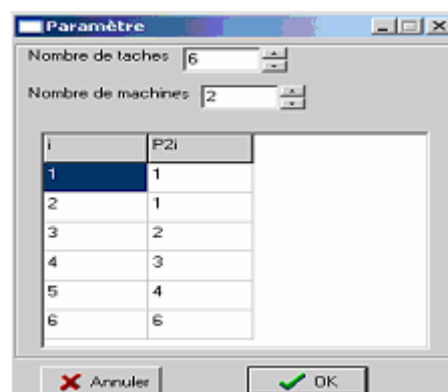 Paramètre
Nombre de taches 6
Nombre de machines 2
i P2i
1 1
2 1
3 2
4 3
5 4
6 6
Annuler OK